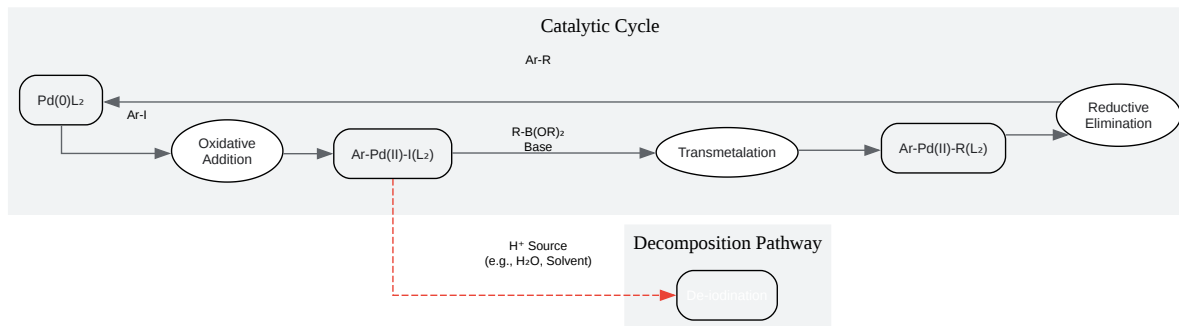 Catalytic Cycle
Ar-R
Pd(0)L₂
Ar-I
Oxidative
Addition
Ar-Pd(II)-I(L₂)
R-B(OR)₂
Base
Transmetalation
Ar-Pd(II)-R(L₂)
Reductive
Elimination
H⁺ Source
(e.g., H₂O, Solvent)
Decomposition Pathway
De-iodination